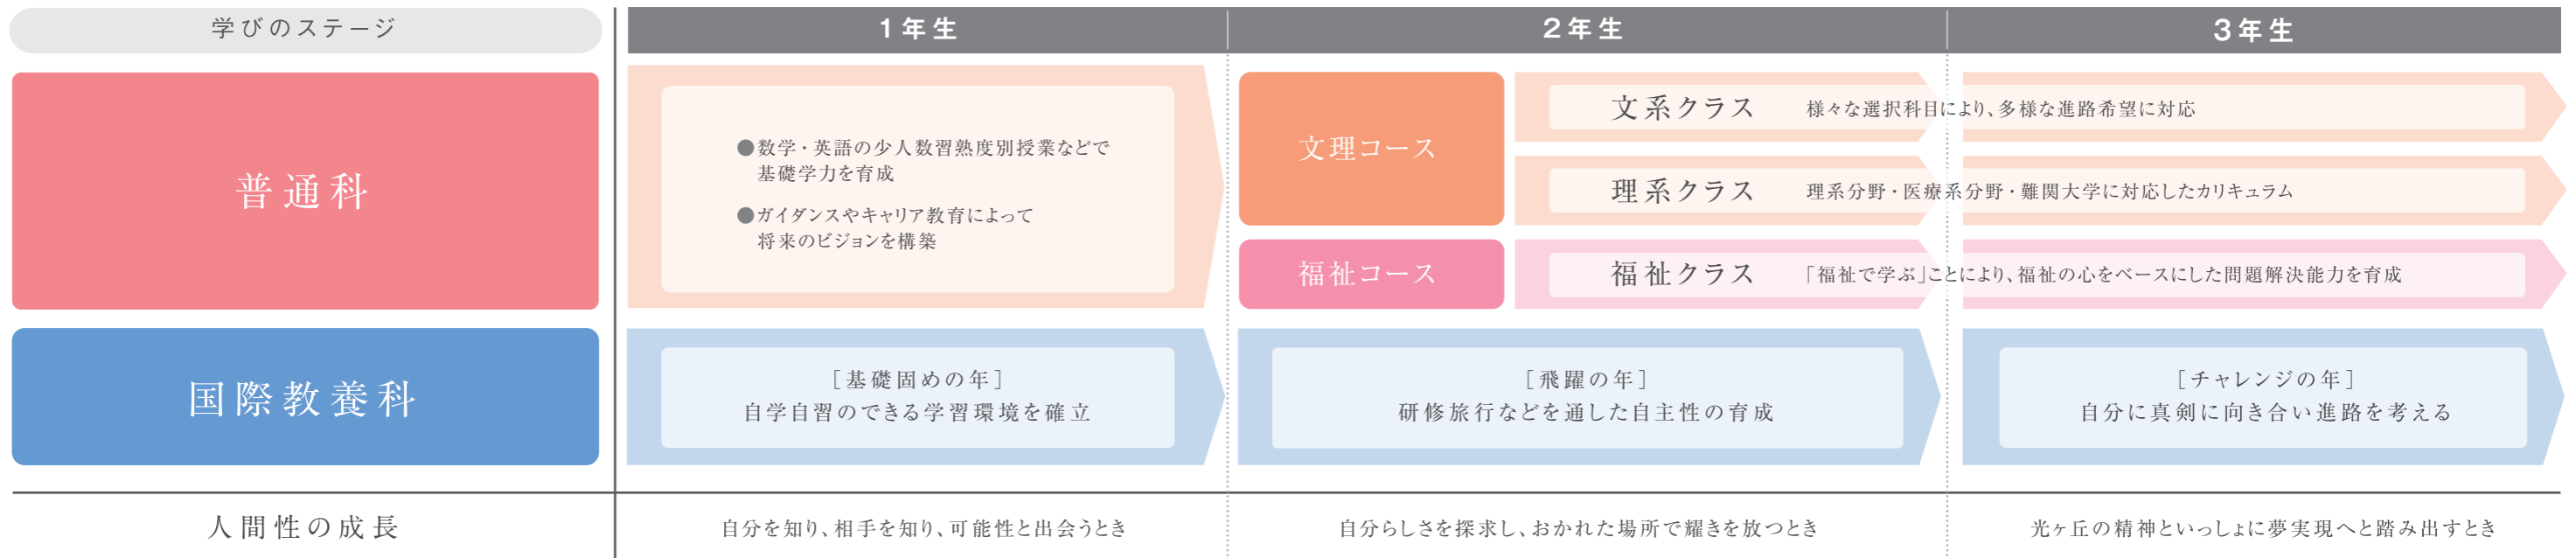 学びのステージ
1年生
2年生
3年生
普通科
●数学・英語の少人数習熟度別授業などで
基礎学力を育成
●ガイダンスやキャリア教育によって
将来のビジョンを構築
文理コース
文系クラス
様々な選択科目により、多様な進路希望に対応
理系クラス
理系分野・医療系分野・難関大学に対応したカリキュラム
福祉コース
福祉クラス
「福祉で学ぶ」ことにより、福祉の心をベースにした問題解決能力を育成
国際教養科
［基礎固めの年］
自学自習のできる学習環境を確立
［飛躍の年］
研修旅行などを通した自主性の育成
［チャレンジの年］
自分に真剣に向き合い進路を考える
人間性の成長
自分を知り、相手を知り、可能性と出会うとき
自分らしさを探求し、おかれた場所で耀きを放つとき
光ヶ丘の精神といっしょに夢実現へと踏み出すとき